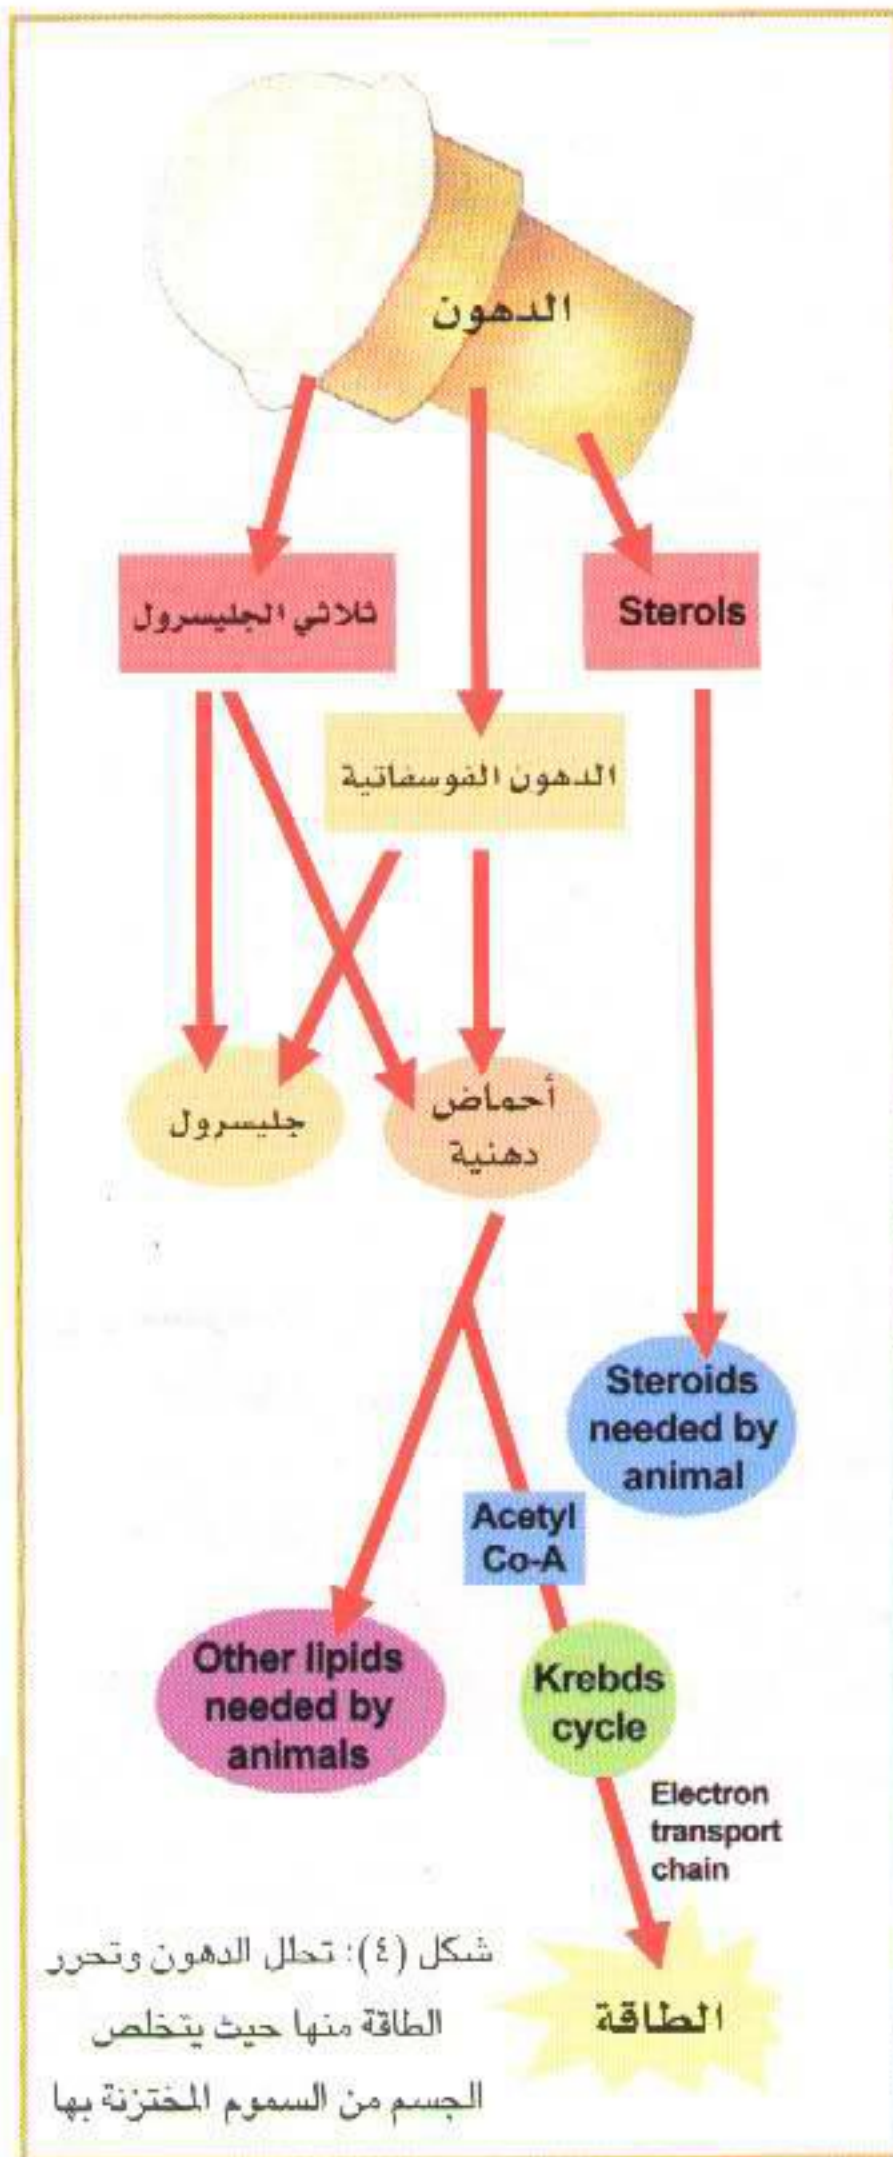 الدهون
ثلاثي الجليسرول
Sterols
الدهون الفوسفاتية
جليسرول
أحماض
دهنية
Steroids
needed by
animal
Acetyl
Co-A
Other lipids
needed by
animals
Krebds
cycle
Electron
transport
chain
الطاقة
شكل (٤): تحلل الدهون وتحرر
الطاقة منها حيث يتخلص
الجسم من السموم المختزنة بها